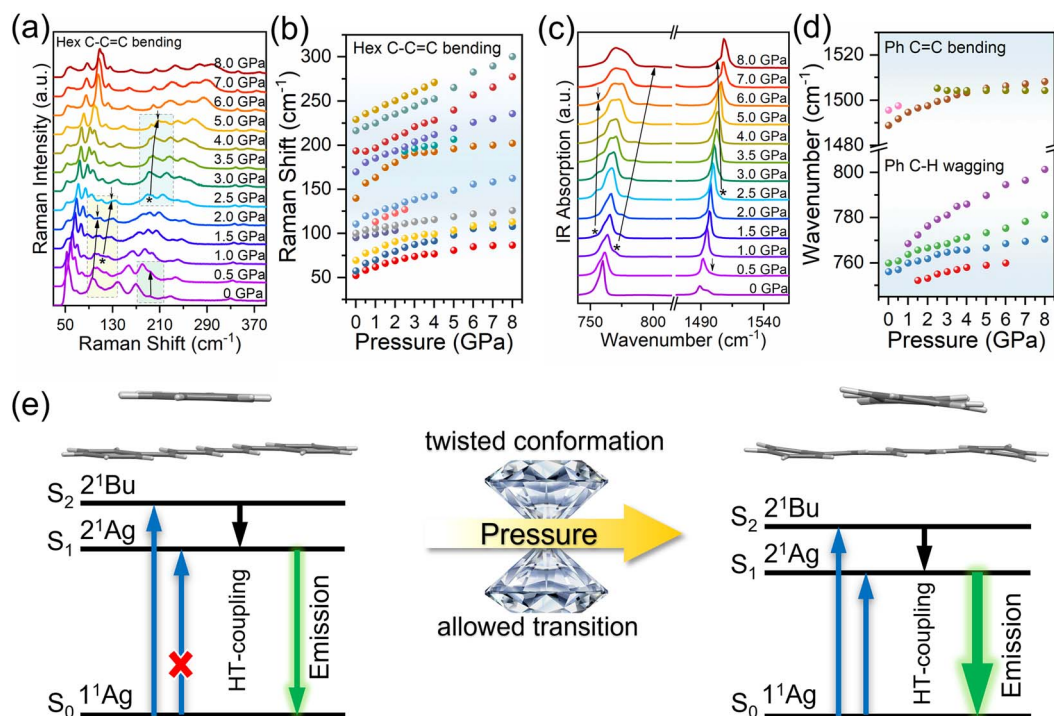 (a)
Hex C-C=C bending
Raman Intensity (a.u.)
8.0 GPa
7.0 GPa
6.0 GPa
5.0 GPa
4.0 GPa
3.5 GPa
3.0 GPa
2.5 GPa
2.0 GPa
1.5 GPa
1.0 GPa
0.5 GPa
0 GPa
*
*
50 130 210 290 370
Raman Shift (cm-1)
(b)
Hex C-C=C bending
Raman Shift (cm-1)
300
250
200
150
100
50
0 1 2 3 4 5 6 7 8
Pressure (GPa)
(c)
IR Absorption (a.u.)
8.0 GPa
7.0 GPa
6.0 GPa
5.0 GPa
4.0 GPa
3.5 GPa
3.0 GPa
2.5 GPa
2.0 GPa
1.5 GPa
1.0 GPa
0.5 GPa
0 GPa
*
*
*
750 800 1490 1540
Wavenumber (cm-1)
(d)
Ph C=C bending
Wavenumber (cm-1)
1520
1500
1480
Ph C-H wagging
800
780
760
0 1 2 3 4 5 6 7 8
Pressure (GPa)
(e)
S2 2¹Bu
S1 2¹Ag
HT-coupling
Emission
S0 1¹Ag
twisted conformation
Pressure
allowed transition
S2 2¹Bu
S1 2¹Ag
HT-coupling
Emission
S0 1¹Ag